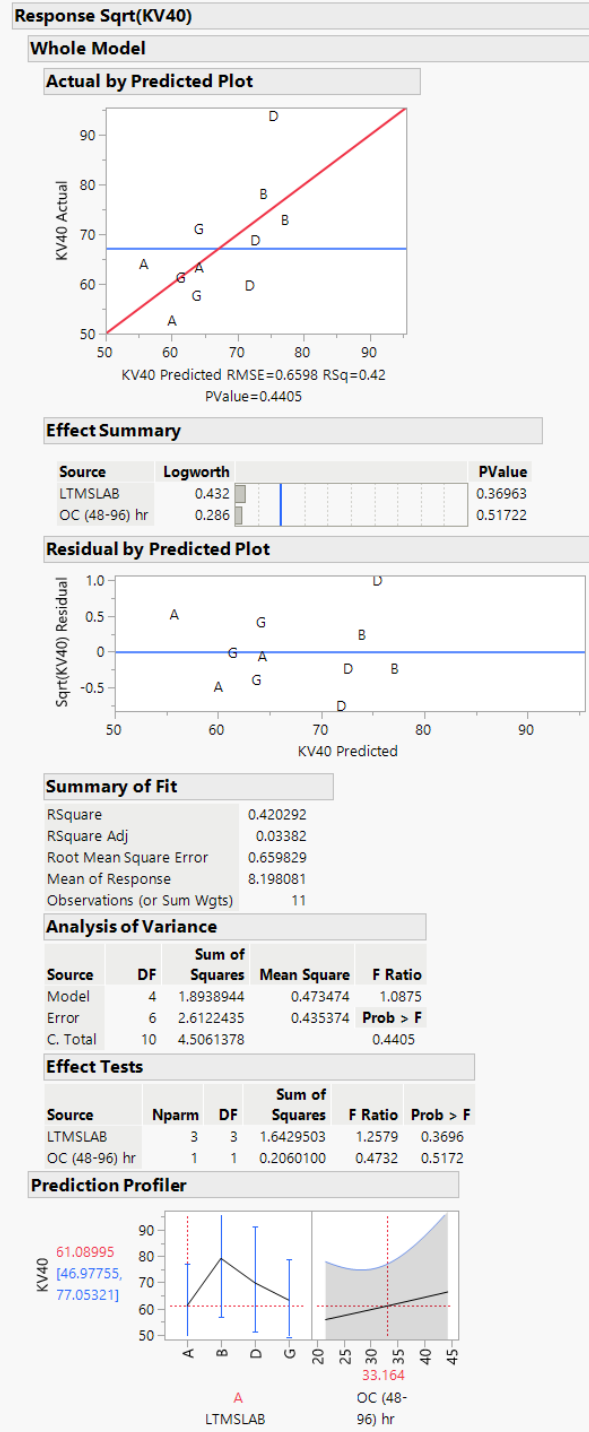 Response Sqrt(KV40)
Whole Model
Actual by Predicted Plot
KV40 Actual
90
80
70
60
50
D
B
B
G
D
A
A
G
D
G
A
50 60 70 80 90
KV40 Predicted RMSE=0.6598 RSq=0.42
PValue=0.4405
Effect Summary
Source Logworth PValue
LTMSLAB 0.432 0.36963
OC (48-96) hr 0.286 0.51722
Residual by Predicted Plot
Sqrt(KV40) Residual
1.0
0.5
0
-0.5
D
A
G
B
G
A
D
B
G
A
D
50 60 70 80 90
KV40 Predicted
Summary of Fit
RSquare 0.420292
RSquare Adj 0.03382
Root Mean Square Error 0.659829
Mean of Response 8.198081
Observations (or Sum Wgts) 11
Analysis of Variance
Sum of
Source DF Squares Mean Square F Ratio
Model 4 1.8938944 0.473474 1.0875
Error 6 2.6122435 0.435374 Prob > F
C. Total 10 4.5061378 0.4405
Effect Tests
Sum of
Source Nparm DF Squares F Ratio Prob > F
LTMSLAB 3 3 1.6429503 1.2579 0.3696
OC (48-96) hr 1 1 0.2060100 0.4732 0.5172
Prediction Profiler
KV40
61.08995
[46.97755,
77.05321]
90
80
70
60
50
A B D G 20 25 30 35 40 45
A
LTMSLAB
33.164
OC (48-
96) hr